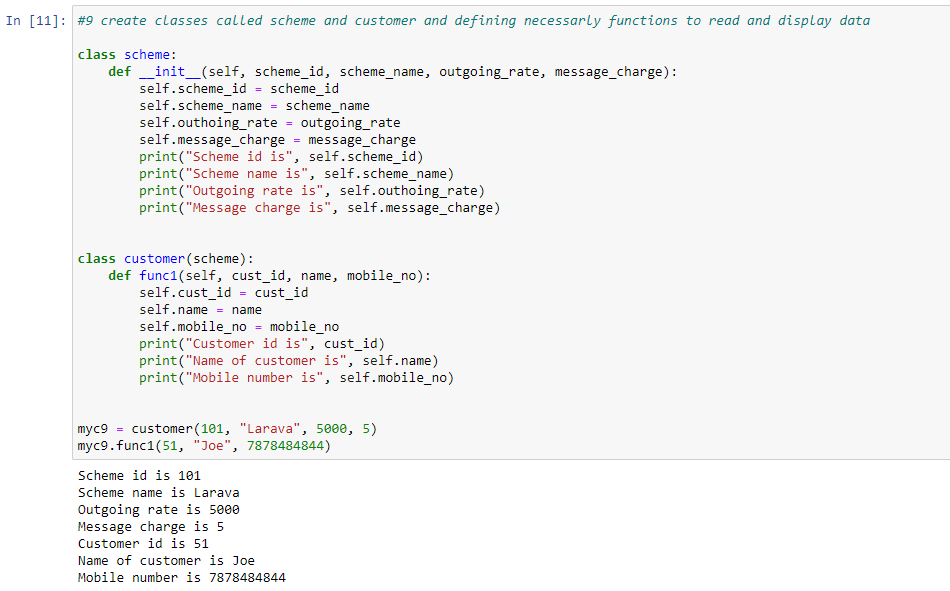 In [11]: #9 create classes called scheme and customer and defining necessarly functions to read and display data
class scheme:
    def __init__(self, scheme_id, scheme_name, outgoing_rate, message_charge):
        self.scheme_id = scheme_id
        self.scheme_name = scheme_name
        self.outhoing_rate = outgoing_rate
        self.message_charge = message_charge
        print("Scheme id is", self.scheme_id)
        print("Scheme name is", self.scheme_name)
        print("Outgoing rate is", self.outhoing_rate)
        print("Message charge is", self.message_charge)
class customer(scheme):
    def func1(self, cust_id, name, mobile_no):
        self.cust_id = cust_id
        self.name = name
        self.mobile_no = mobile_no
        print("Customer id is", cust_id)
        print("Name of customer is", self.name)
        print("Mobile number is", self.mobile_no)
myc9 = customer(101, "Larava", 5000, 5)
myc9.func1(51, "Joe", 7878484844)
Scheme id is 101
Scheme name is Larava
Outgoing rate is 5000
Message charge is 5
Customer id is 51
Name of customer is Joe
Mobile number is 7878484844